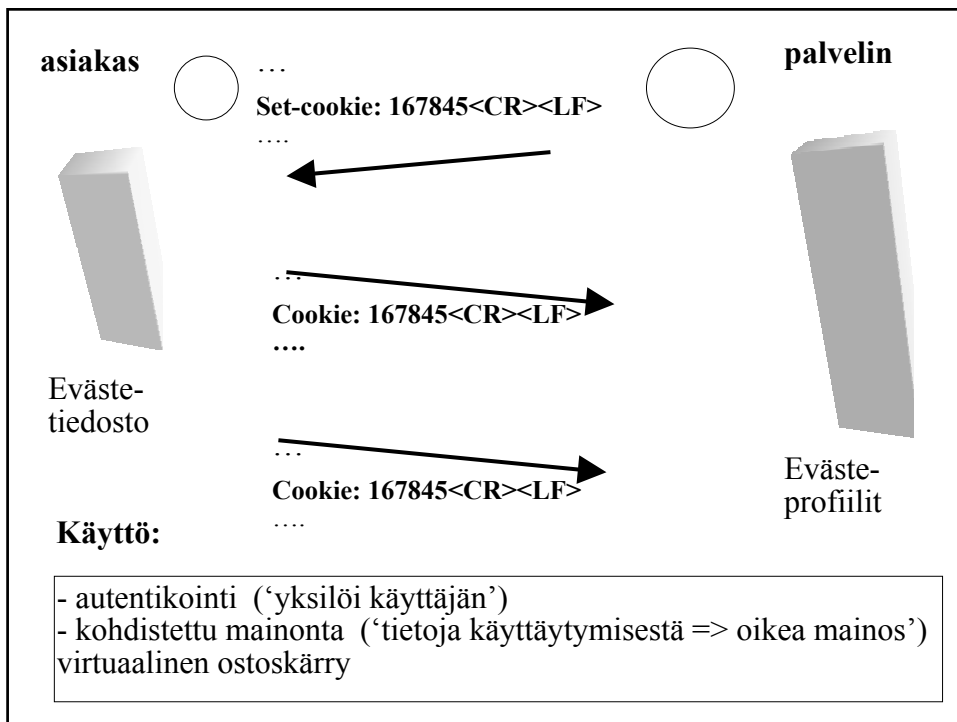 asiakas
palvelin
…
Set-cookie: 167845<CR><LF>
….
…
Cookie: 167845<CR><LF>
….
Eväste-
tiedosto
…
Cookie: 167845<CR><LF>
….
Eväste-
profiilit
Käyttö:
- autentikointi (‘yksilöi käyttäjän’)
- kohdistettu mainonta (‘tietoja käyttäytymisestä => oikea mainos’)
virtuaalinen ostoskärry